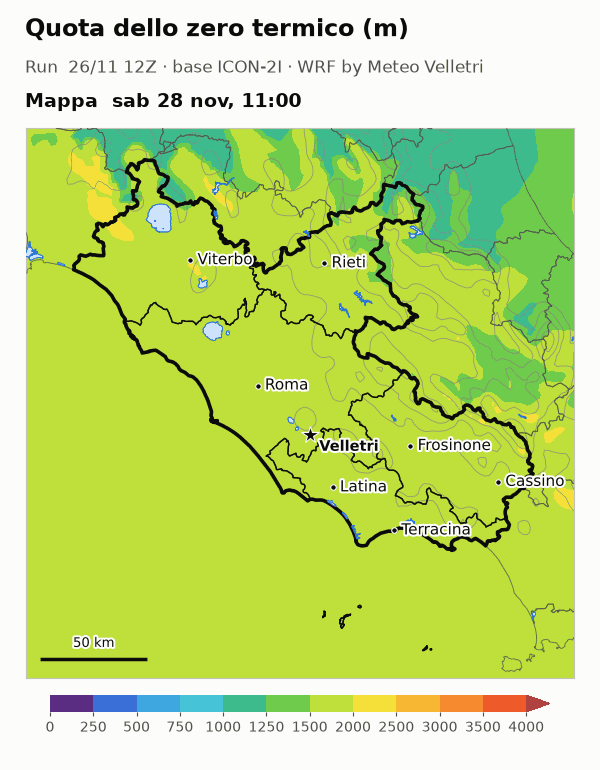 Quota dello zero termico (m)
Run  26/11 12Z · base ICON-2I · WRF by Meteo Velletri
Mappa  sab 28 nov, 11:00
Viterbo
Rieti
Roma
Velletri
Frosinone
Cassino
Latina
Terracina
50 km
0 250 500 750 1000 1250 1500 2000 2500 3000 3500 4000